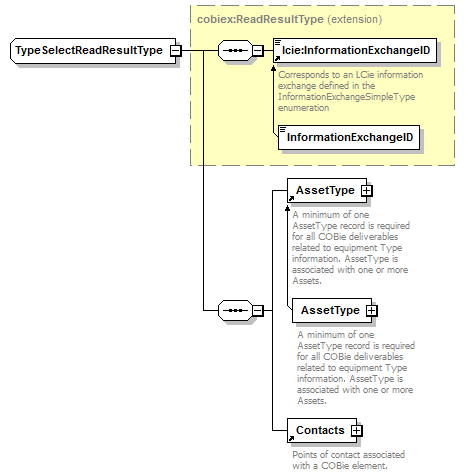 cobiex:ReadResultType (extension)
TypeSelectReadResultType
lcie:InformationExchangeID
Corresponds to an LCie information
exchange defined in the
InformationExchangeSimpleType
enumeration
InformationExchangeID
AssetType
A minimum of one
AssetType record is required
for all COBie deliverables
related to equipment Type
information. AssetType is
associated with one or more
Assets.
AssetType
A minimum of one
AssetType record is required
for all COBie deliverables
related to equipment Type
information. AssetType is
associated with one or more
Assets.
Contacts
Points of contact associated
with a COBie element.